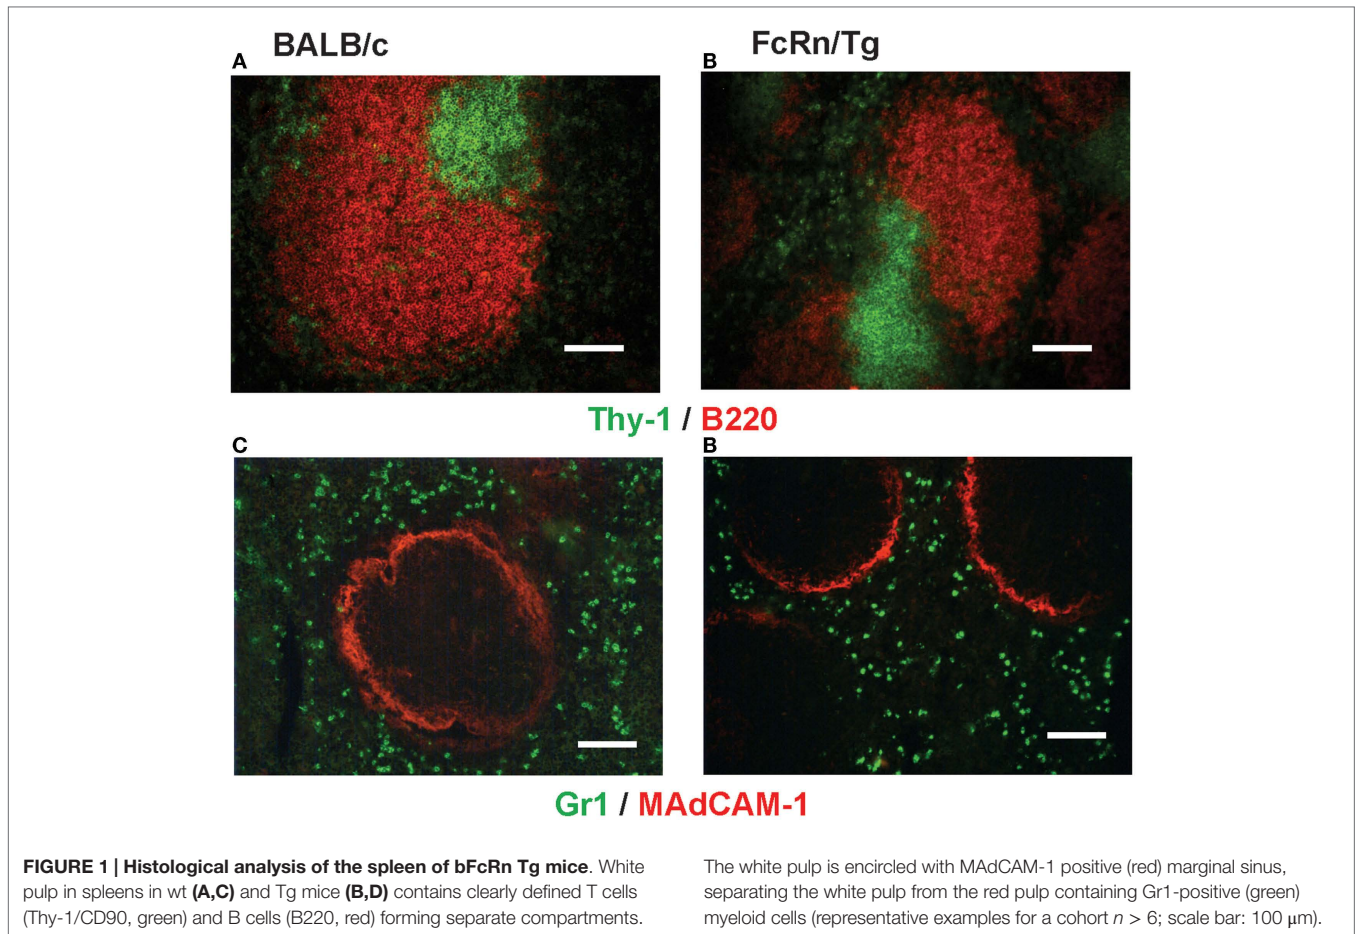 BALB/c
FcRn/Tg
A
B
Thy-1 / B220
C
B
Gr1 / MAdCAM-1
FIGURE 1 | Histological analysis of the spleen of bFcRn Tg mice. White
pulp in spleens in wt (A,C) and Tg mice (B,D) contains clearly defined T cells
(Thy-1/CD90, green) and B cells (B220, red) forming separate compartments.
The white pulp is encircled with MAdCAM-1 positive (red) marginal sinus,
separating the white pulp from the red pulp containing Gr1-positive (green)
myeloid cells (representative examples for a cohort n > 6; scale bar: 100 μm).